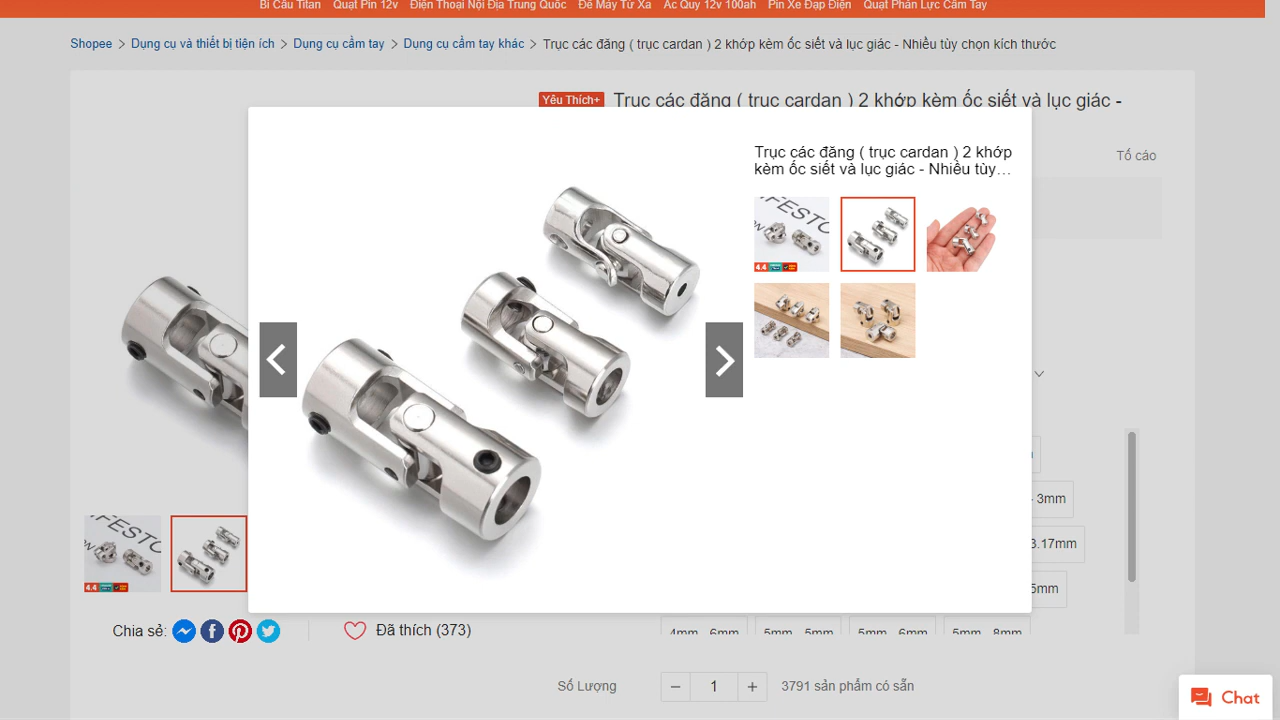 Bi Cầu Titan Quạt Pin 12v Điện Thoại Nội Địa Trung Quốc Đề Máy Từ Xa Ac Quy 12v 100ah Pin Xe Đạp Điện Quạt Phản Lực Cầm Tay
Shopee > Dụng cụ và thiết bị tiện ích > Dụng cụ cầm tay > Dụng cụ cầm tay khác > Trục các đăng ( trục cardan ) 2 khớp kèm ốc siết và lục giác - Nhiều tùy chọn kích thước
Yêu Thích+ Trục các đăng ( trục cardan ) 2 khớp kèm ốc siết và lục giác -
Tố cáo
Trục các đăng ( trục cardan ) 2 khớp
kèm ốc siết và lục giác - Nhiều tùy…
4.4
3mm
3.17mm
5mm
4.4
4mm - 6mm 5mm - 5mm 5mm - 6mm 5mm - 8mm
Chia sẻ: Đã thích (373)
Số Lượng − 1 + 3791 sản phẩm có sẵn
Chat